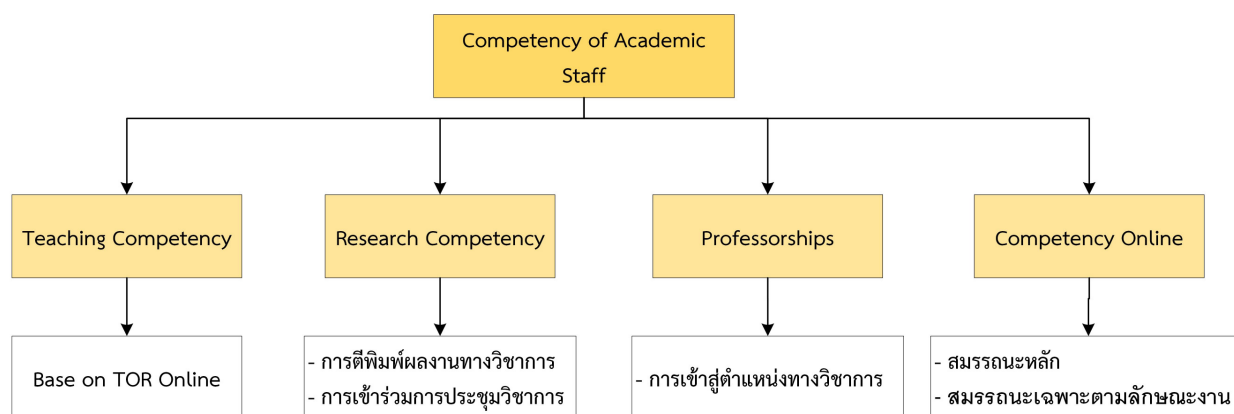 Competency of Academic
Staff
Teaching Competency
Research Competency
Professorships
Competency Online
Base on TOR Online
- การตีพิมพ์ผลงานทางวิชาการ
- การเข้าร่วมการประชุมวิชาการ
- การเข้าสู่ตำแหน่งทางวิชาการ
- สมรรถนะหลัก
- สมรรถนะเฉพาะตามลักษณะงาน